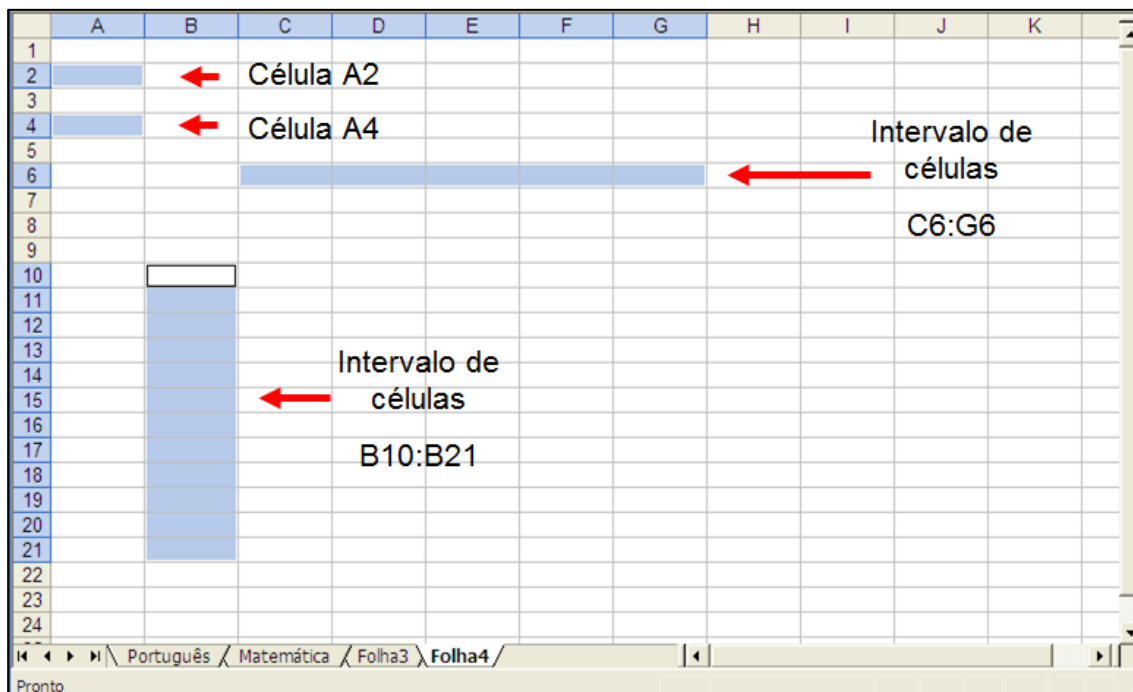 A B C D E F G H I J K
1
2 Célula A2
3
4 Célula A4
Intervalo de
células
C6:G6
5
6
7
8
9
10
11
12
13
14
15
16
17
18
19
20
21
22
23
24
Intervalo de
células
B10:B21
Português Matemática Folha3 Folha4
Pronto